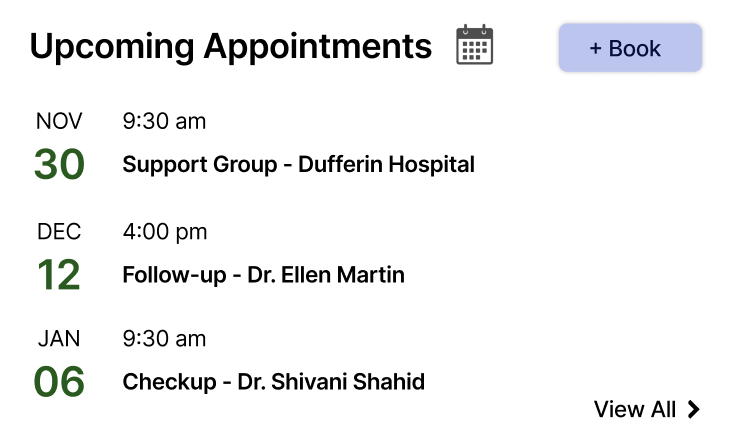 Upcoming Appointments
+ Book
NOV
9:30 am
30
Support Group - Dufferin Hospital
DEC
4:00 pm
12
Follow-up - Dr. Ellen Martin
JAN
9:30 am
06
Checkup - Dr. Shivani Shahid
View All